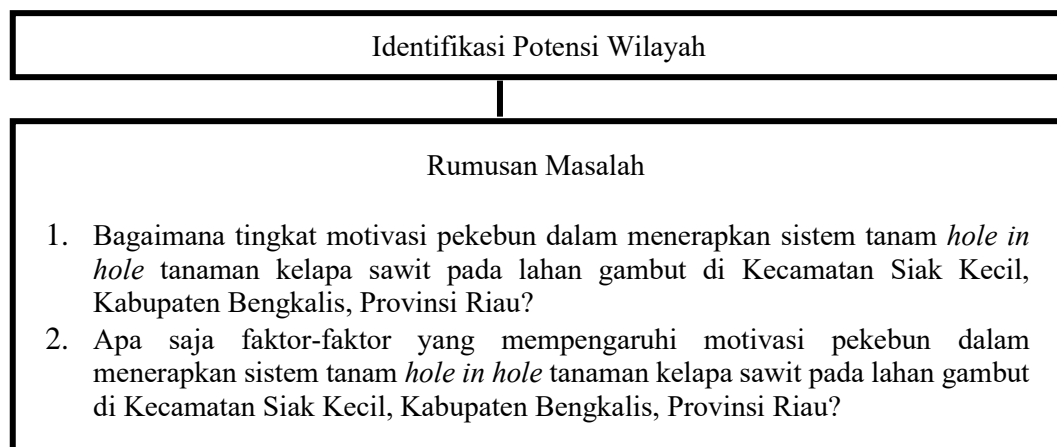 Identifikasi Potensi Wilayah
Rumusan Masalah
1. Bagaimana tingkat motivasi pekebun dalam menerapkan sistem tanam hole in
hole tanaman kelapa sawit pada lahan gambut di Kecamatan Siak Kecil,
Kabupaten Bengkalis, Provinsi Riau?
2. Apa saja faktor-faktor yang mempengaruhi motivasi pekebun dalam
menerapkan sistem tanam hole in hole tanaman kelapa sawit pada lahan gambut
di Kecamatan Siak Kecil, Kabupaten Bengkalis, Provinsi Riau?